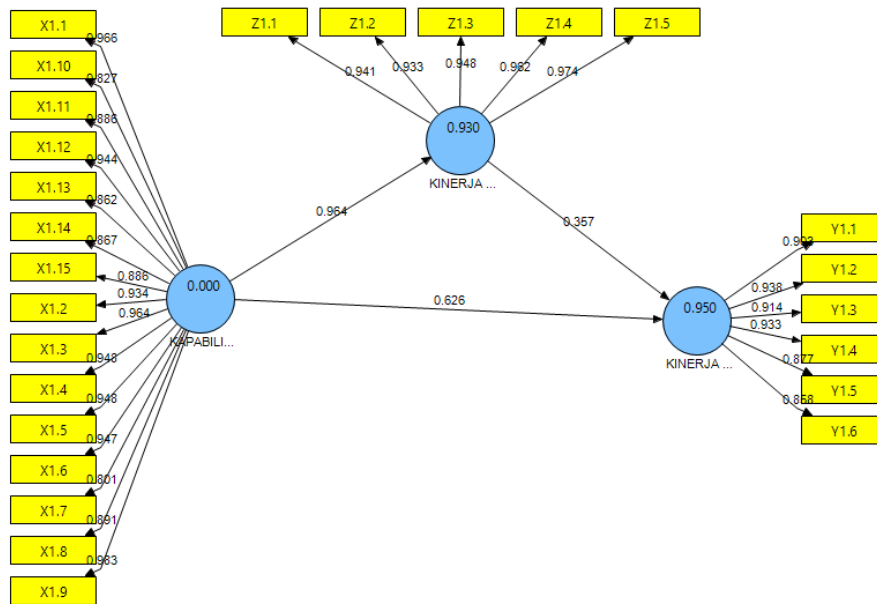 X1.1
X1.10
X1.11
X1.12
X1.13
X1.14
X1.15
X1.2
X1.3
X1.4
X1.5
X1.6
X1.7
X1.8
X1.9
0.966
0.827
0.886
0.944
0.862
0.867
0.886
0.934
0.964
0.948
0.948
0.947
0.801
0.891
0.983
0.000
KAPABILI...
Z1.1
Z1.2
Z1.3
Z1.4
Z1.5
0.941
0.933
0.948
0.962
0.974
0.930
KINERJA ...
0.964
0.357
0.626
0.950
KINERJA ...
0.938
0.914
0.933
0.877
Y1.1
Y1.2
Y1.3
Y1.4
Y1.5
Y1.6